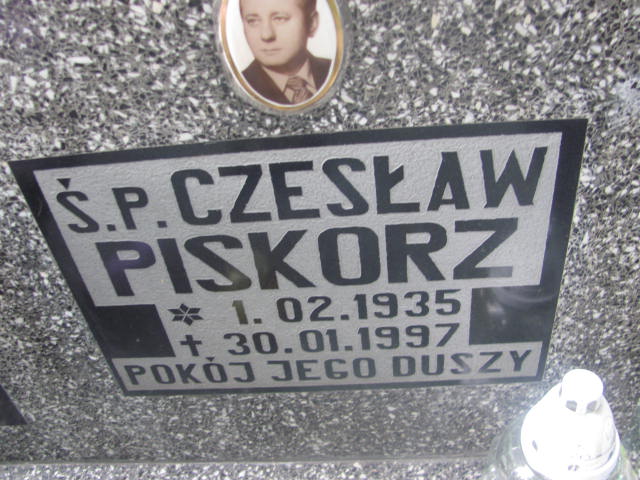 Ś.P. CZESŁAW
PISKORZ
* 1.02.1935
✝ 30.01.1997
POKÓJ JEGO DUSZY